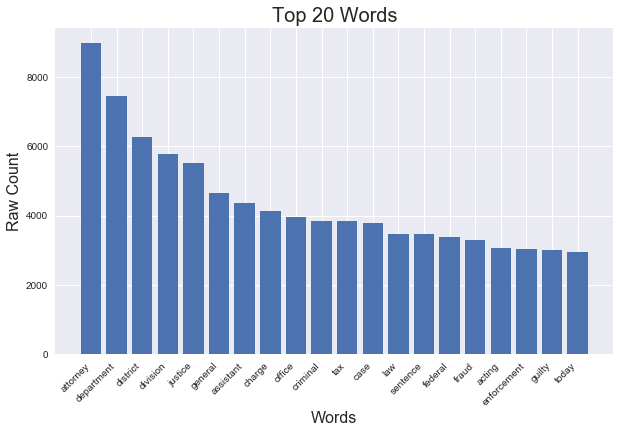 Top 20 Words
Raw Count
8000
6000
4000
2000
0
attorney
department
district
division
justice
general
assistant
charge
office
criminal
tax
case
law
sentence
federal
fraud
acting
enforcement
guilty
today
Words